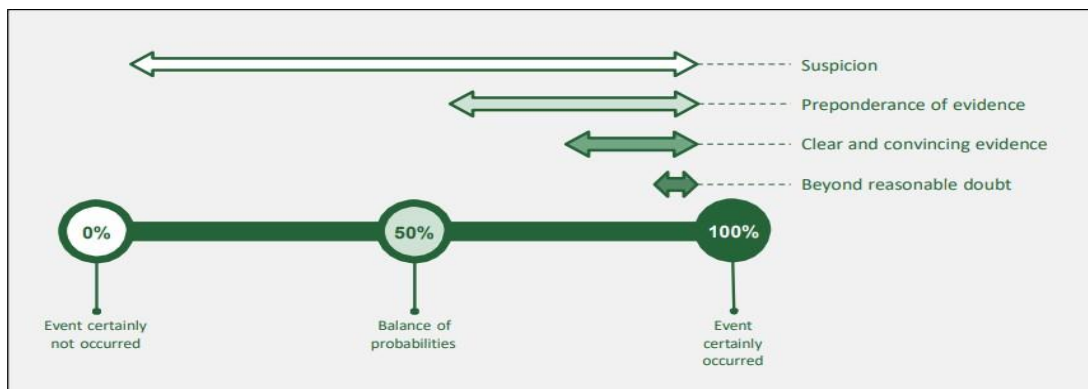 Suspicion
Preponderance of evidence
Clear and convincing evidence
Beyond reasonable doubt
0%
50%
100%
Event certainly
not occurred
Balance of
probabilities
Event
certainly
occurred